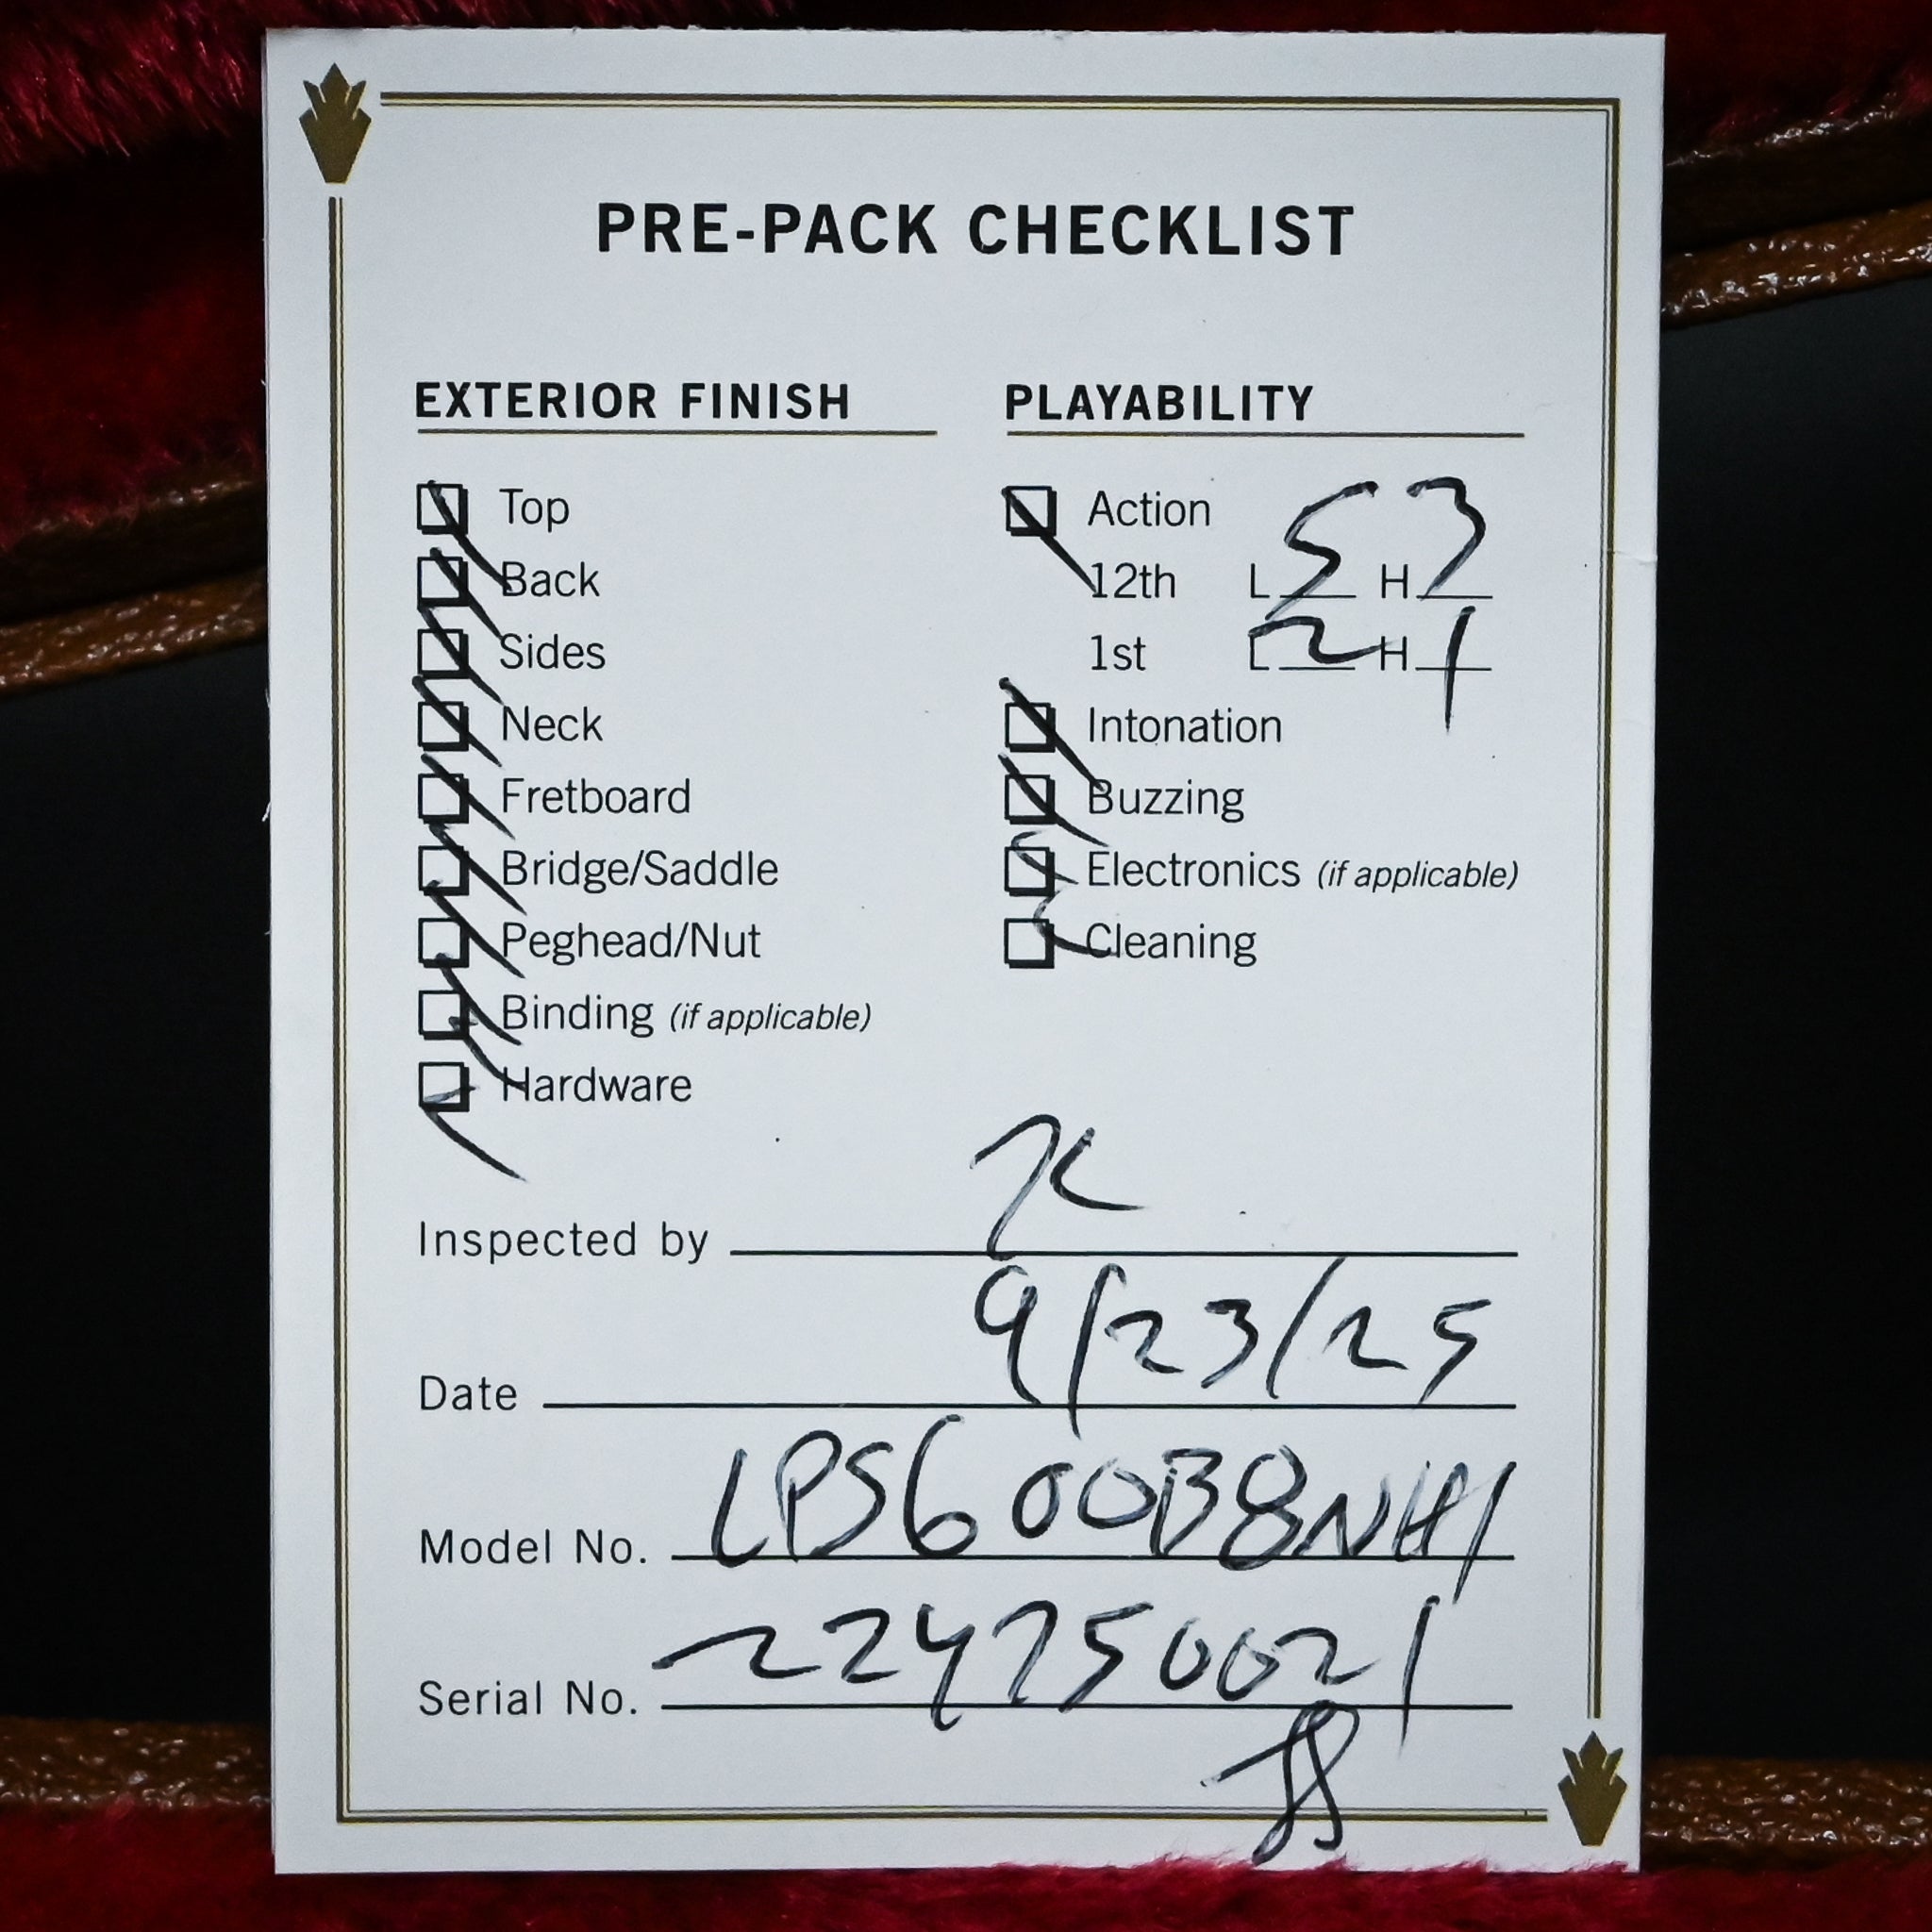 PRE-PACK CHECKLIST
EXTERIOR FINISH
Top
Back
Sides
Neck
Fretboard
Bridge/Saddle
Peghead/Nut
Binding (if applicable)
Hardware
PLAYABILITY
Action
12th L 5 H 3
1st L 2 H 1
Intonation
Buzzing
Electronics (if applicable)
Cleaning
Inspected by
Date 9/23/25
Model No. LPS600B8NH1
Serial No. 224750021